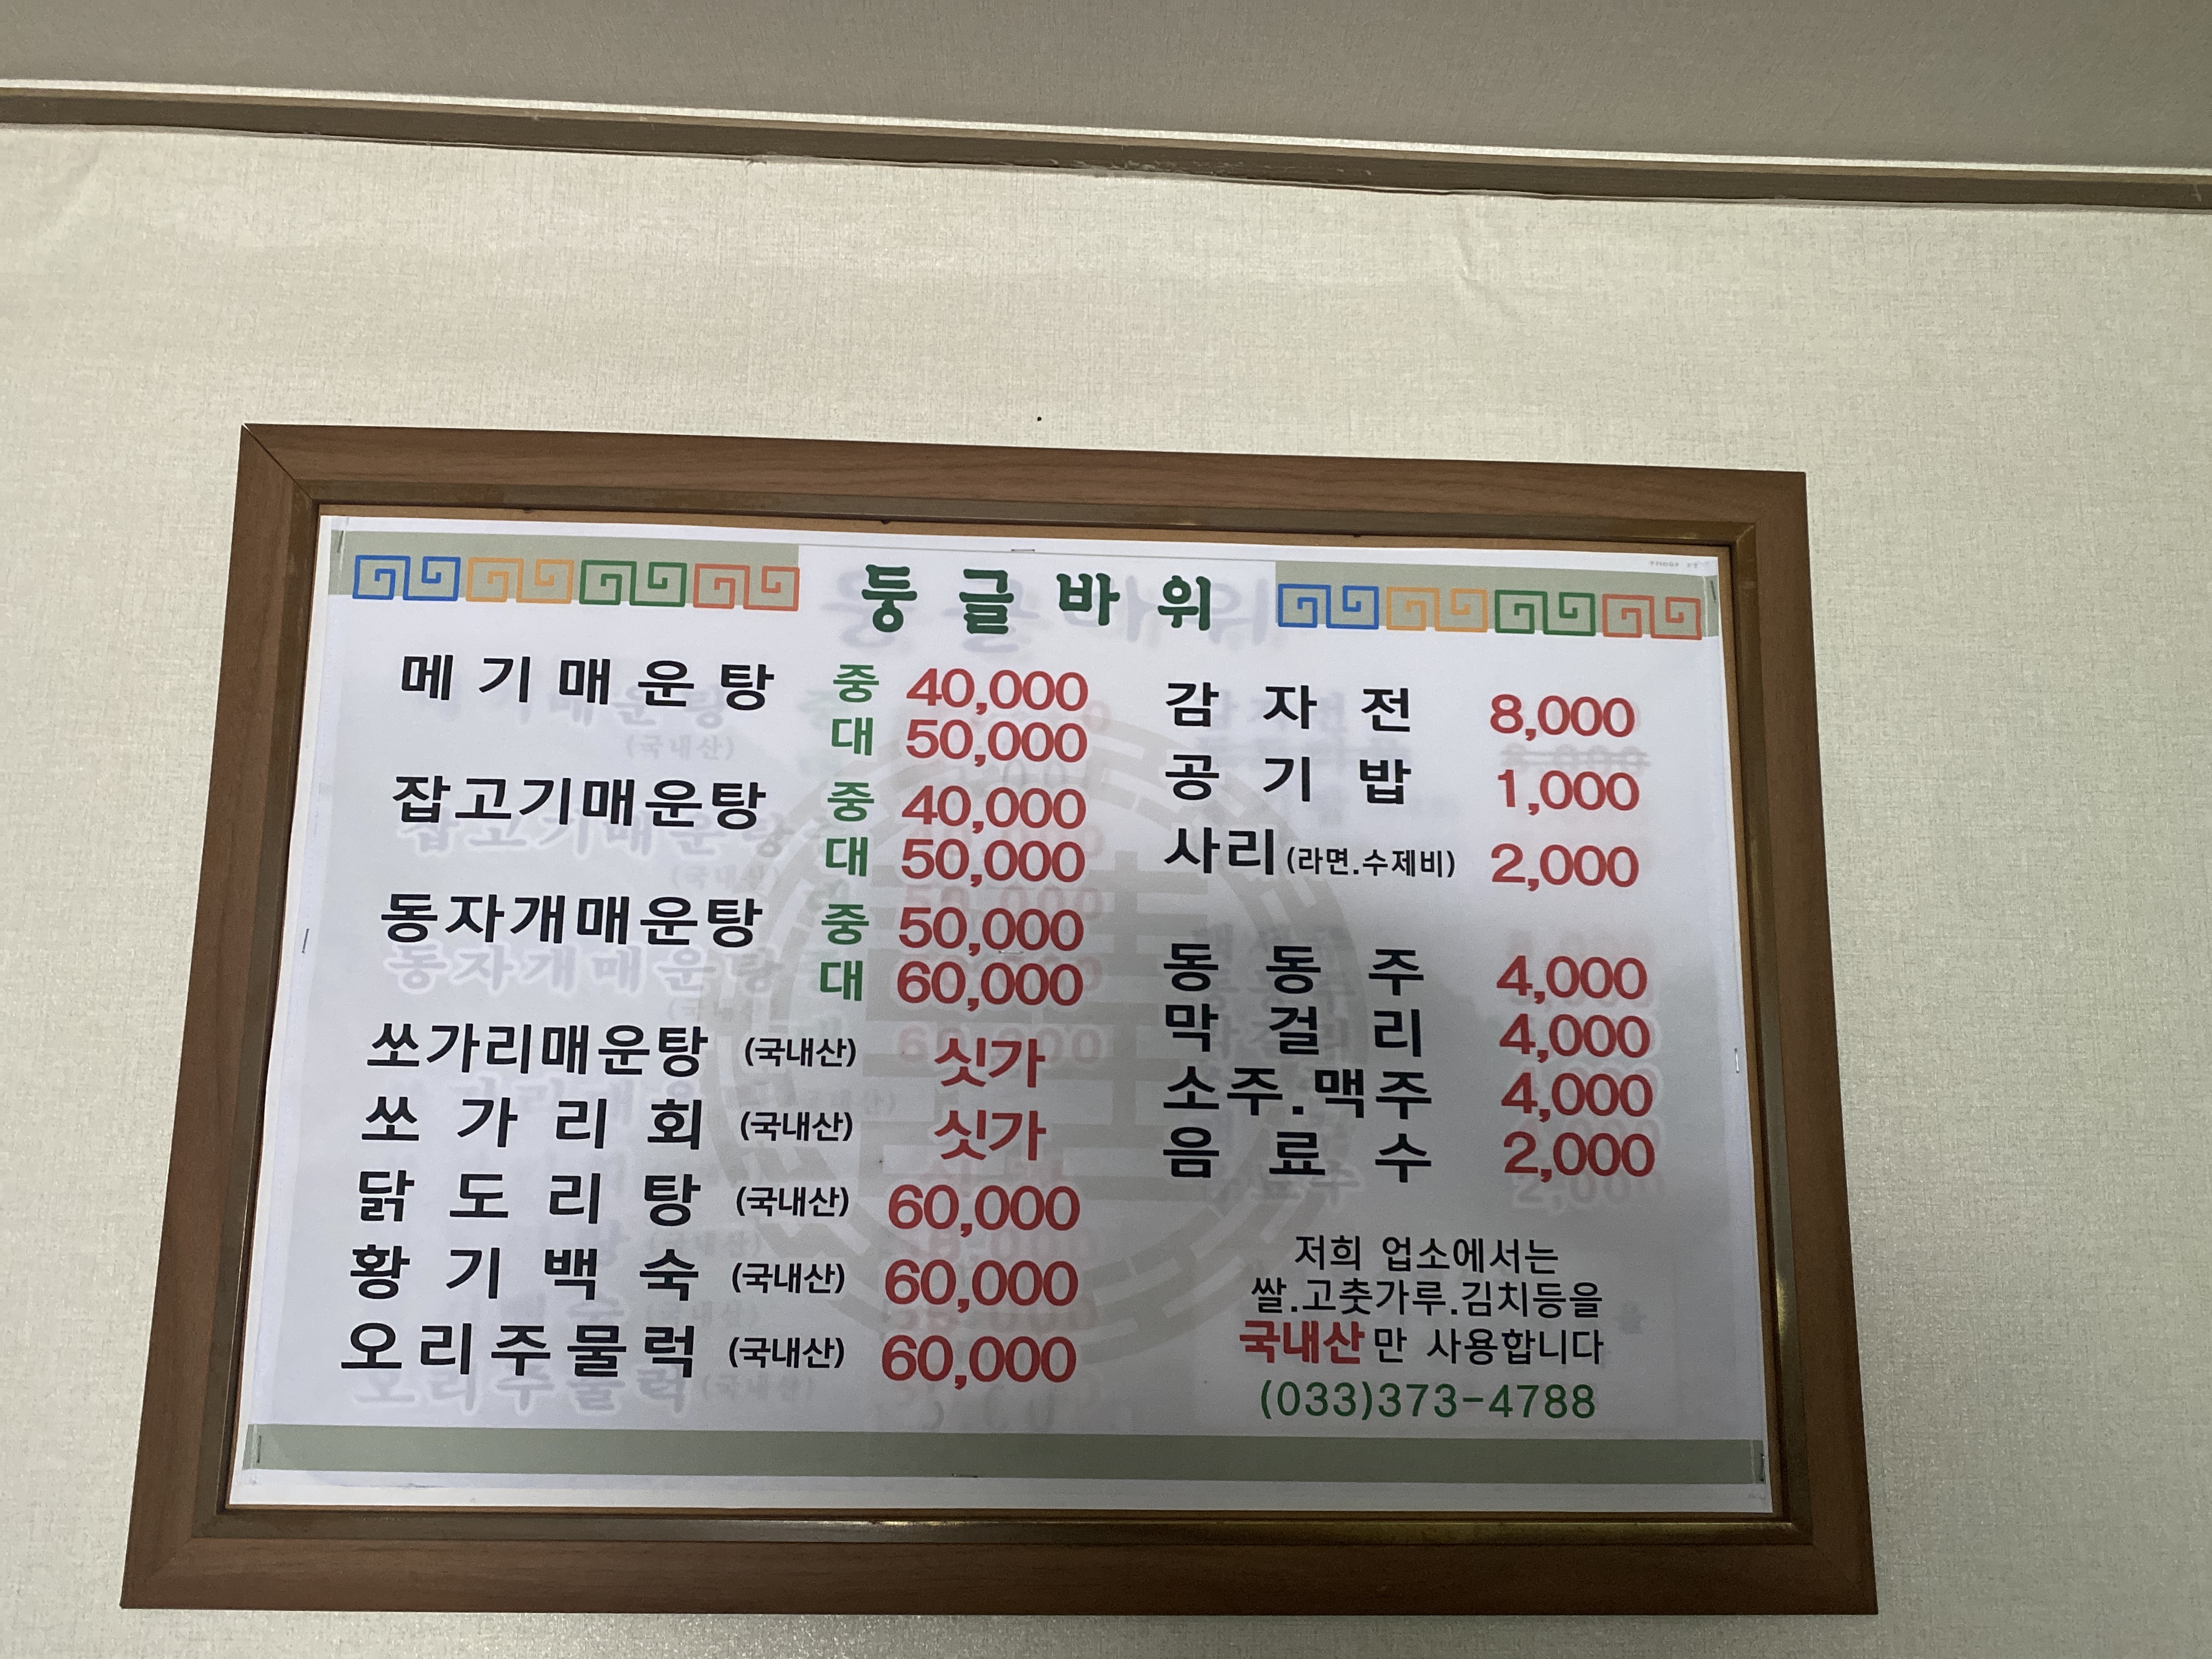 둥글바위
메기매운탕 중 40,000
대 50,000
잡고기매운탕 중 40,000
대 50,000
동자개매운탕 중 50,000
대 60,000
쏘가리매운탕 (국내산) 싯가
쏘가리회 (국내산) 싯가
닭도리탕 (국내산) 60,000
황기백숙 (국내산) 60,000
오리주물럭 (국내산) 60,000
감자전 8,000
공기밥 1,000
사리(라면.수제비) 2,000
동동주 4,000
막걸리 4,000
소주.맥주 4,000
음료수 2,000
저희 업소에서는
쌀.고춧가루.김치등을
국내산만 사용합니다
(033)373-4788